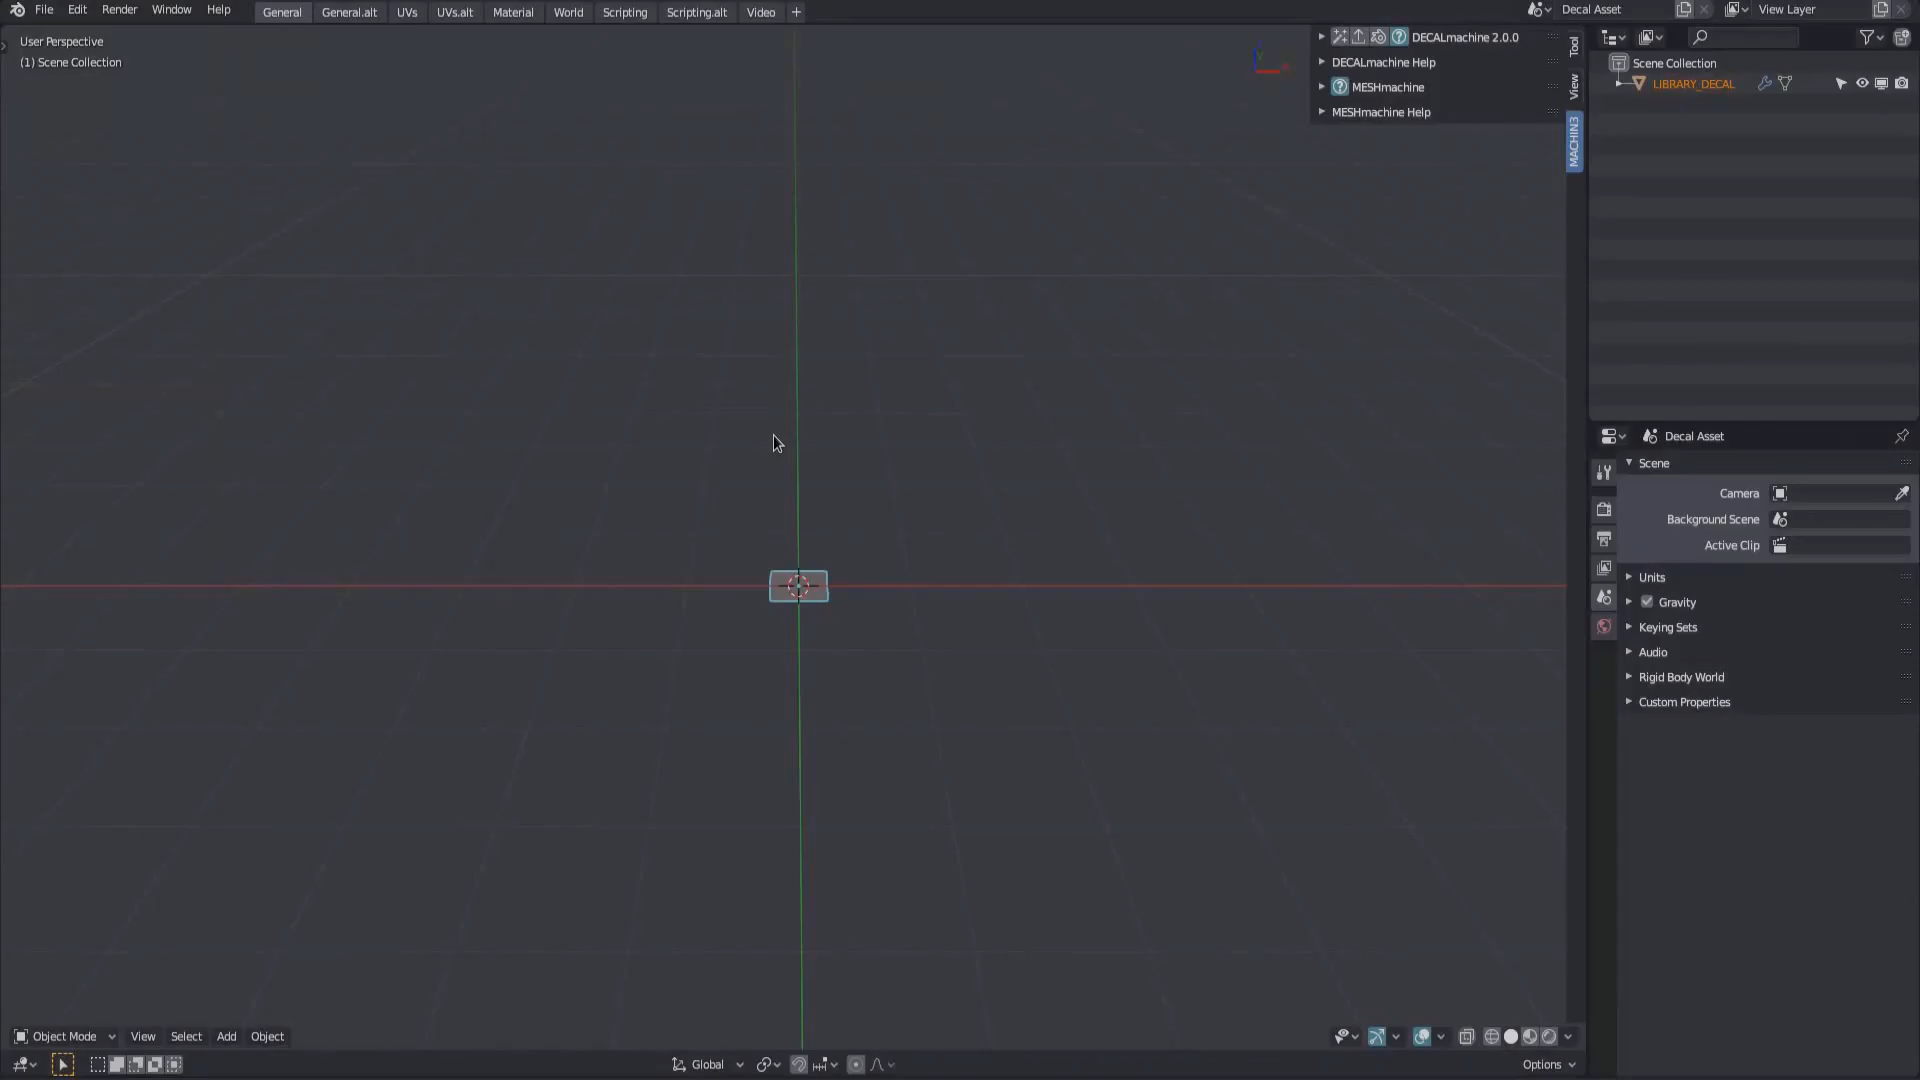 File Edit Render Window Help General General.alt UVs UVs.alt Material World Scripting Scripting.alt Video + Decal Asset View Layer
User Perspective
(1) Scene Collection
DECALmachine 2.0.0
DECALmachine Help
MESHmachine
MESHmachine Help
Tool
View
MACHIN3
Scene Collection
LIBRARY_DECAL
Decal Asset
Scene
Camera
Background Scene
Active Clip
Units
Gravity
Keying Sets
Audio
Rigid Body World
Custom Properties
Object Mode View Select Add Object
Global
Options